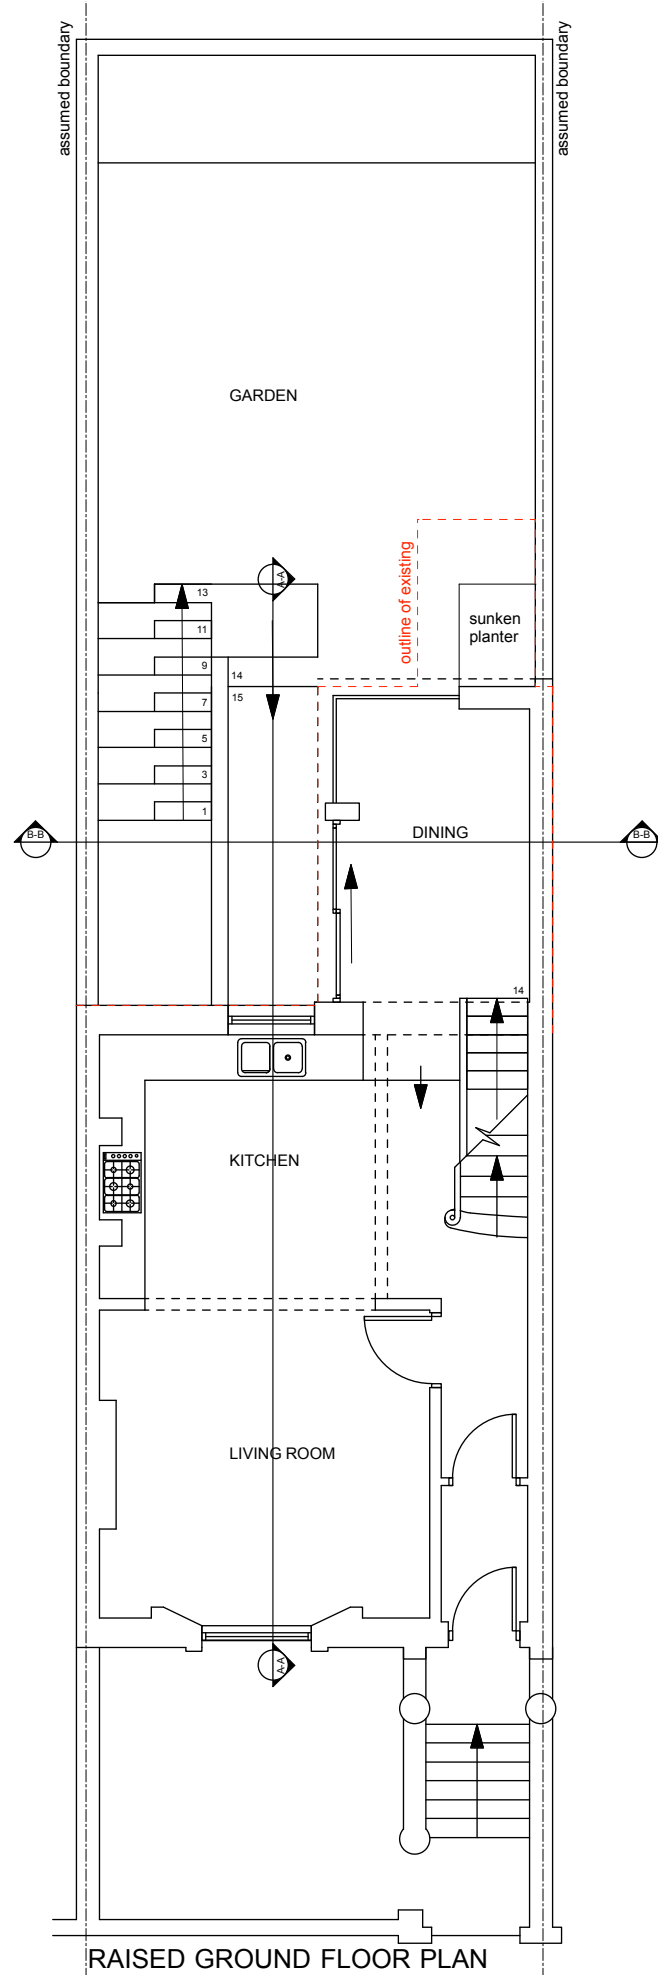 assumed boundary
assumed boundary
GARDEN
outline of existing
A-A
13
11
9
7
5
3
1
14
15
sunken
planter
B-B
DINING
B-B
14
KITCHEN
LIVING ROOM
A-A
RAISED GROUND FLOOR PLAN